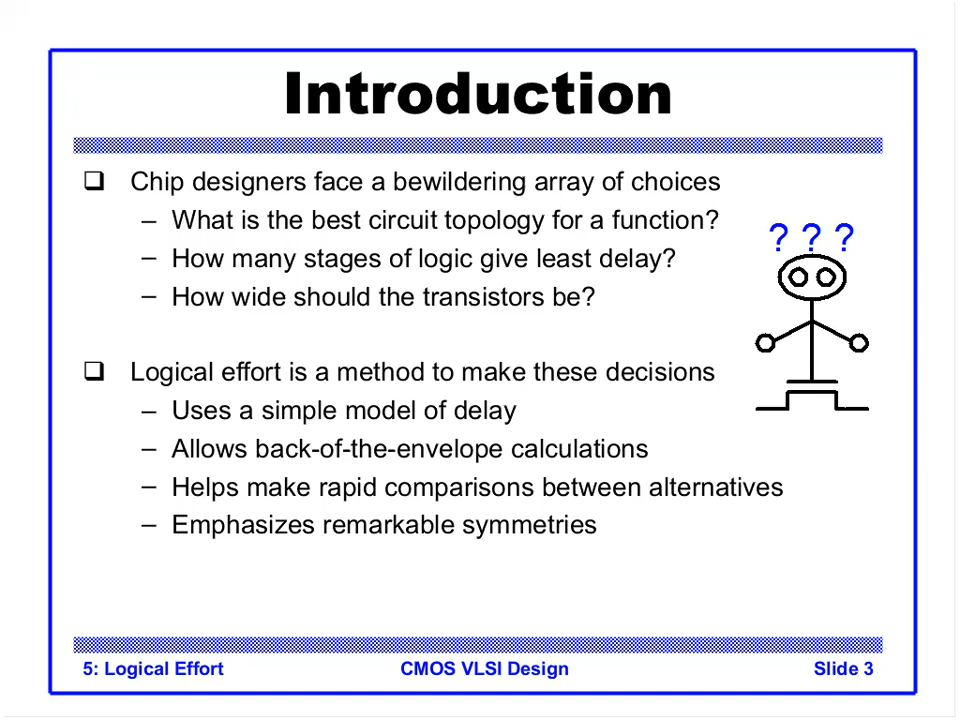 Introduction
❑ Chip designers face a bewildering array of choices
– What is the best circuit topology for a function?
– How many stages of logic give least delay?
– How wide should the transistors be?
? ? ?
❑ Logical effort is a method to make these decisions
– Uses a simple model of delay
– Allows back-of-the-envelope calculations
– Helps make rapid comparisons between alternatives
– Emphasizes remarkable symmetries
5: Logical Effort
CMOS VLSI Design
Slide 3